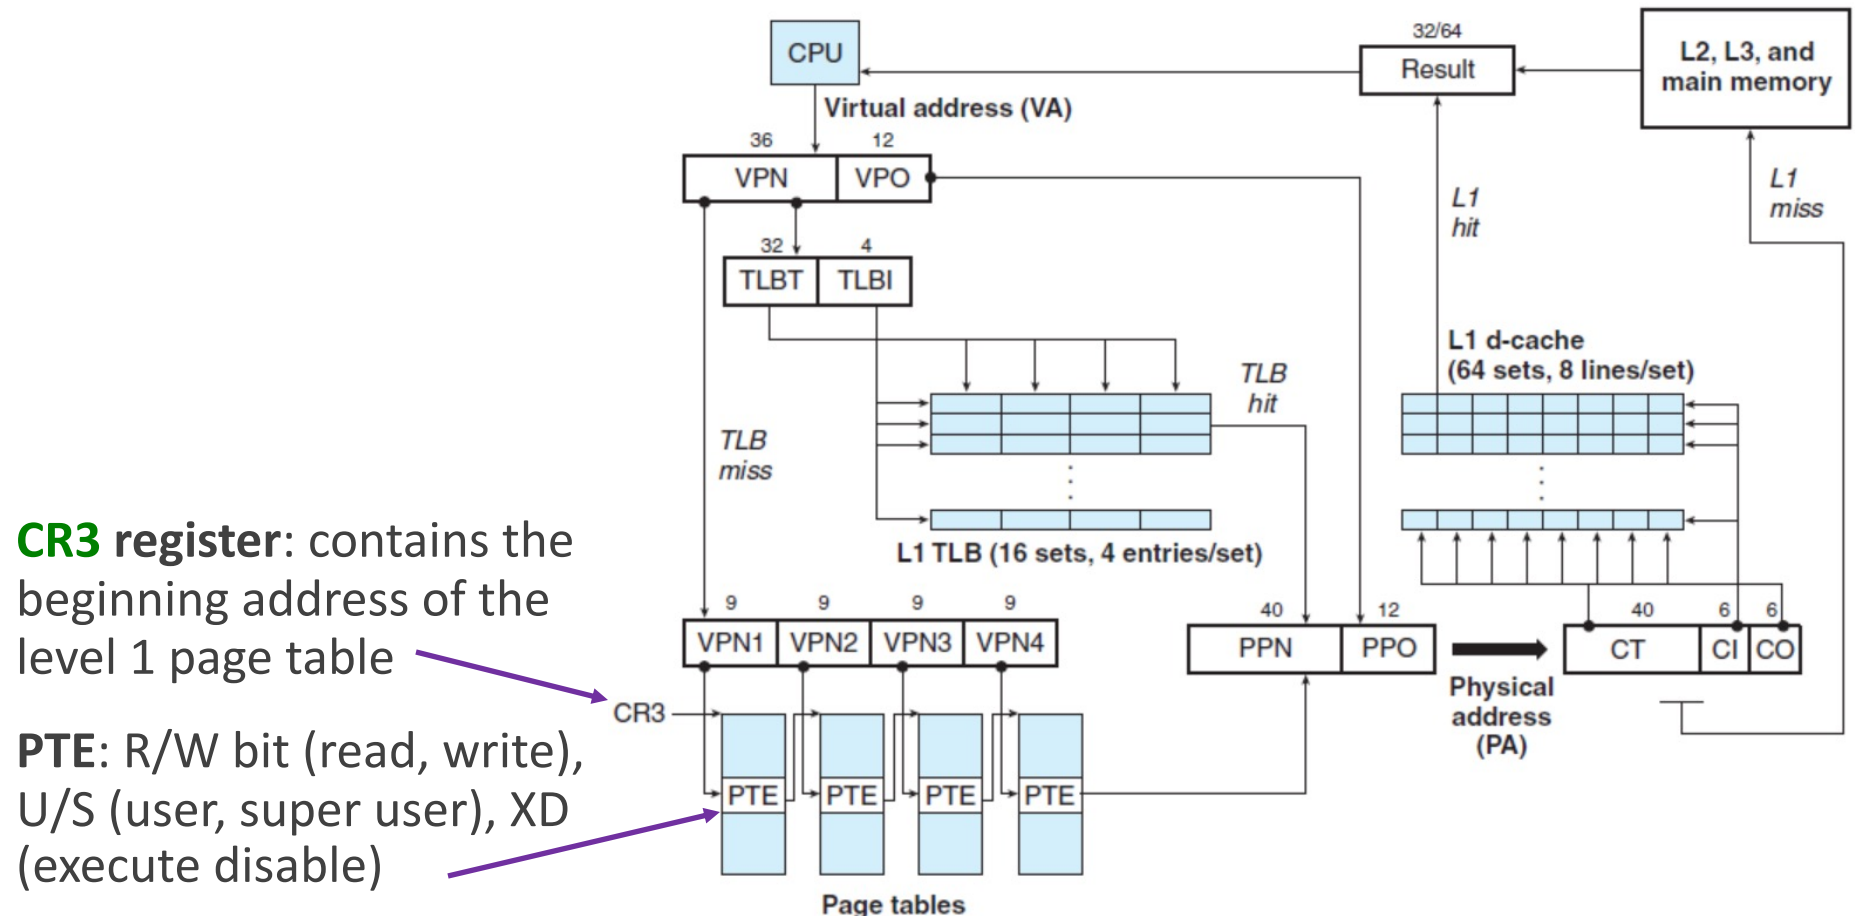 CPU
32/64
Result
L2, L3, and
main memory
Virtual address (VA)
36
12
VPN
VPO
L1
hit
L1
miss
32
4
TLBT
TLBI
L1 d-cache
(64 sets, 8 lines/set)
TLB
hit
TLB
miss
L1 TLB (16 sets, 4 entries/set)
CR3 register: contains the
beginning address of the
level 1 page table
9
9
9
9
VPN1
VPN2
VPN3
VPN4
40
12
PPN
PPO
40
6
6
CT
CI
CO
Physical
address
(PA)
CR3
PTE: R/W bit (read, write),
U/S (user, super user), XD
(execute disable)
PTE
PTE
PTE
PTE
Page tables